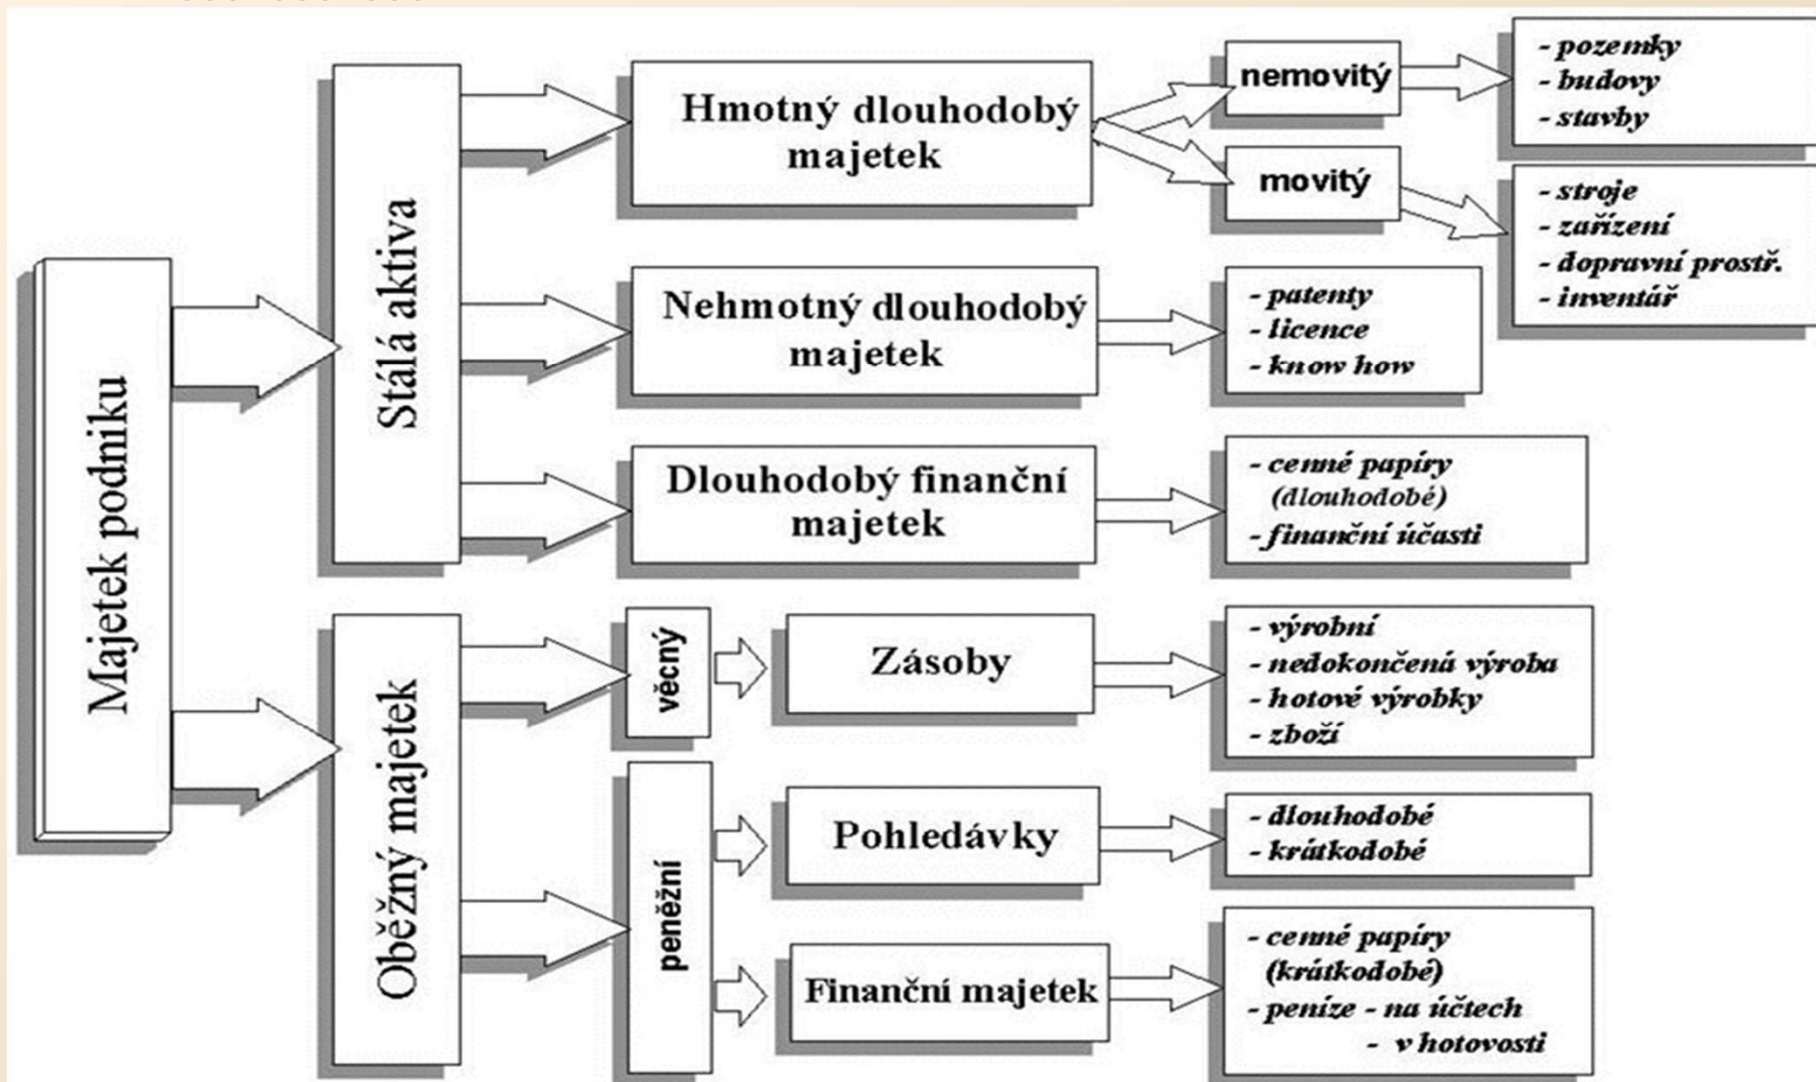 Majetek podniku
Stálá aktiva
Hmotný dlouhodobý
majetek
nemovitý
- pozemky
- budovy
- stavby
movitý
- stroje
- zařízení
- dopravní prostř.
- inventář
Nehmotný dlouhodobý
majetek
- patenty
- licence
- know how
Dlouhodobý finanční
majetek
- cenné papíry
(dlouhodobé)
- finanční účasti
Oběžný majetek
věcný
Zásoby
- výrobní
- nedokončená výroba
- hotové výrobky
- zboží
peněžní
Pohledávky
- dlouhodobé
- krátkodobé
Finanční majetek
- cenné papíry
(krátkodobé)
- peníze - na účtech
- v hotovosti